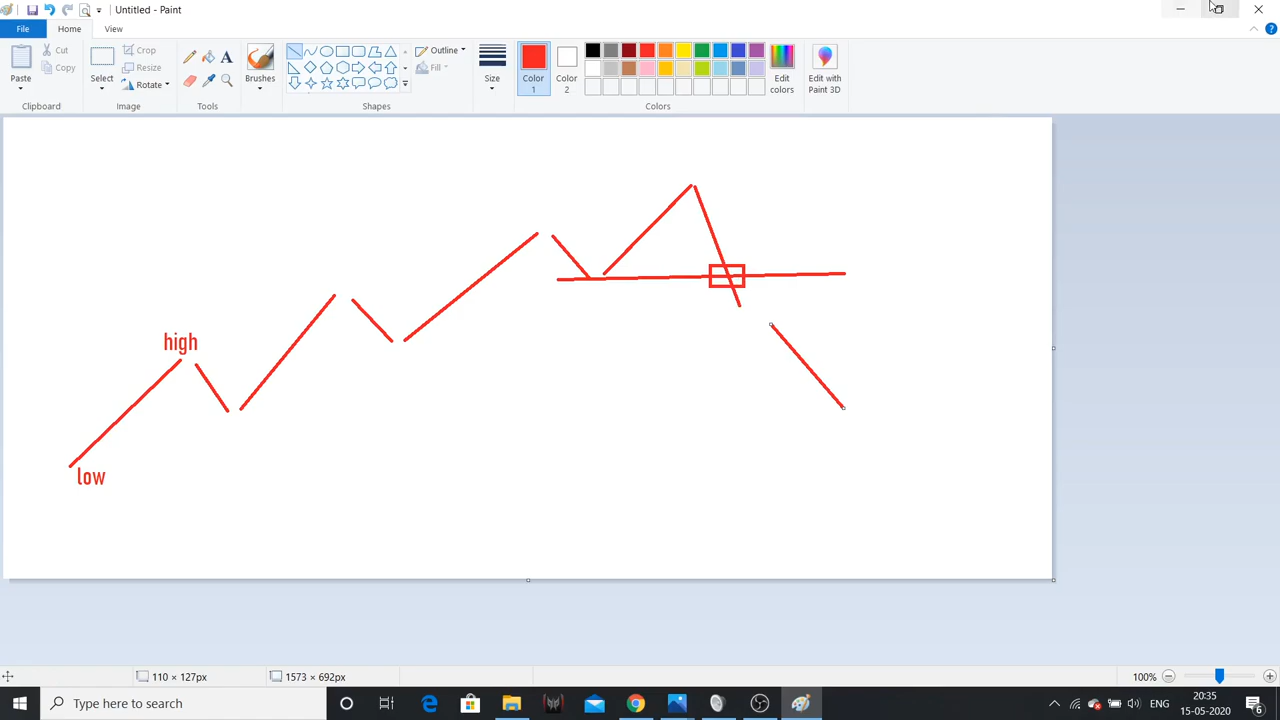 Untitled - Paint
File
Home
View
Paste
Cut
Copy
Clipboard
Select
Crop
Resize
Rotate
Image
A
Tools
Brushes
Outline
Fill
Shapes
Size
Color
1
Color
2
Colors
Edit
colors
Edit with
Paint 3D
high
low
110 × 127px
1573 × 692px
100%
Type here to search
ENG
20:35
15-05-2020
6